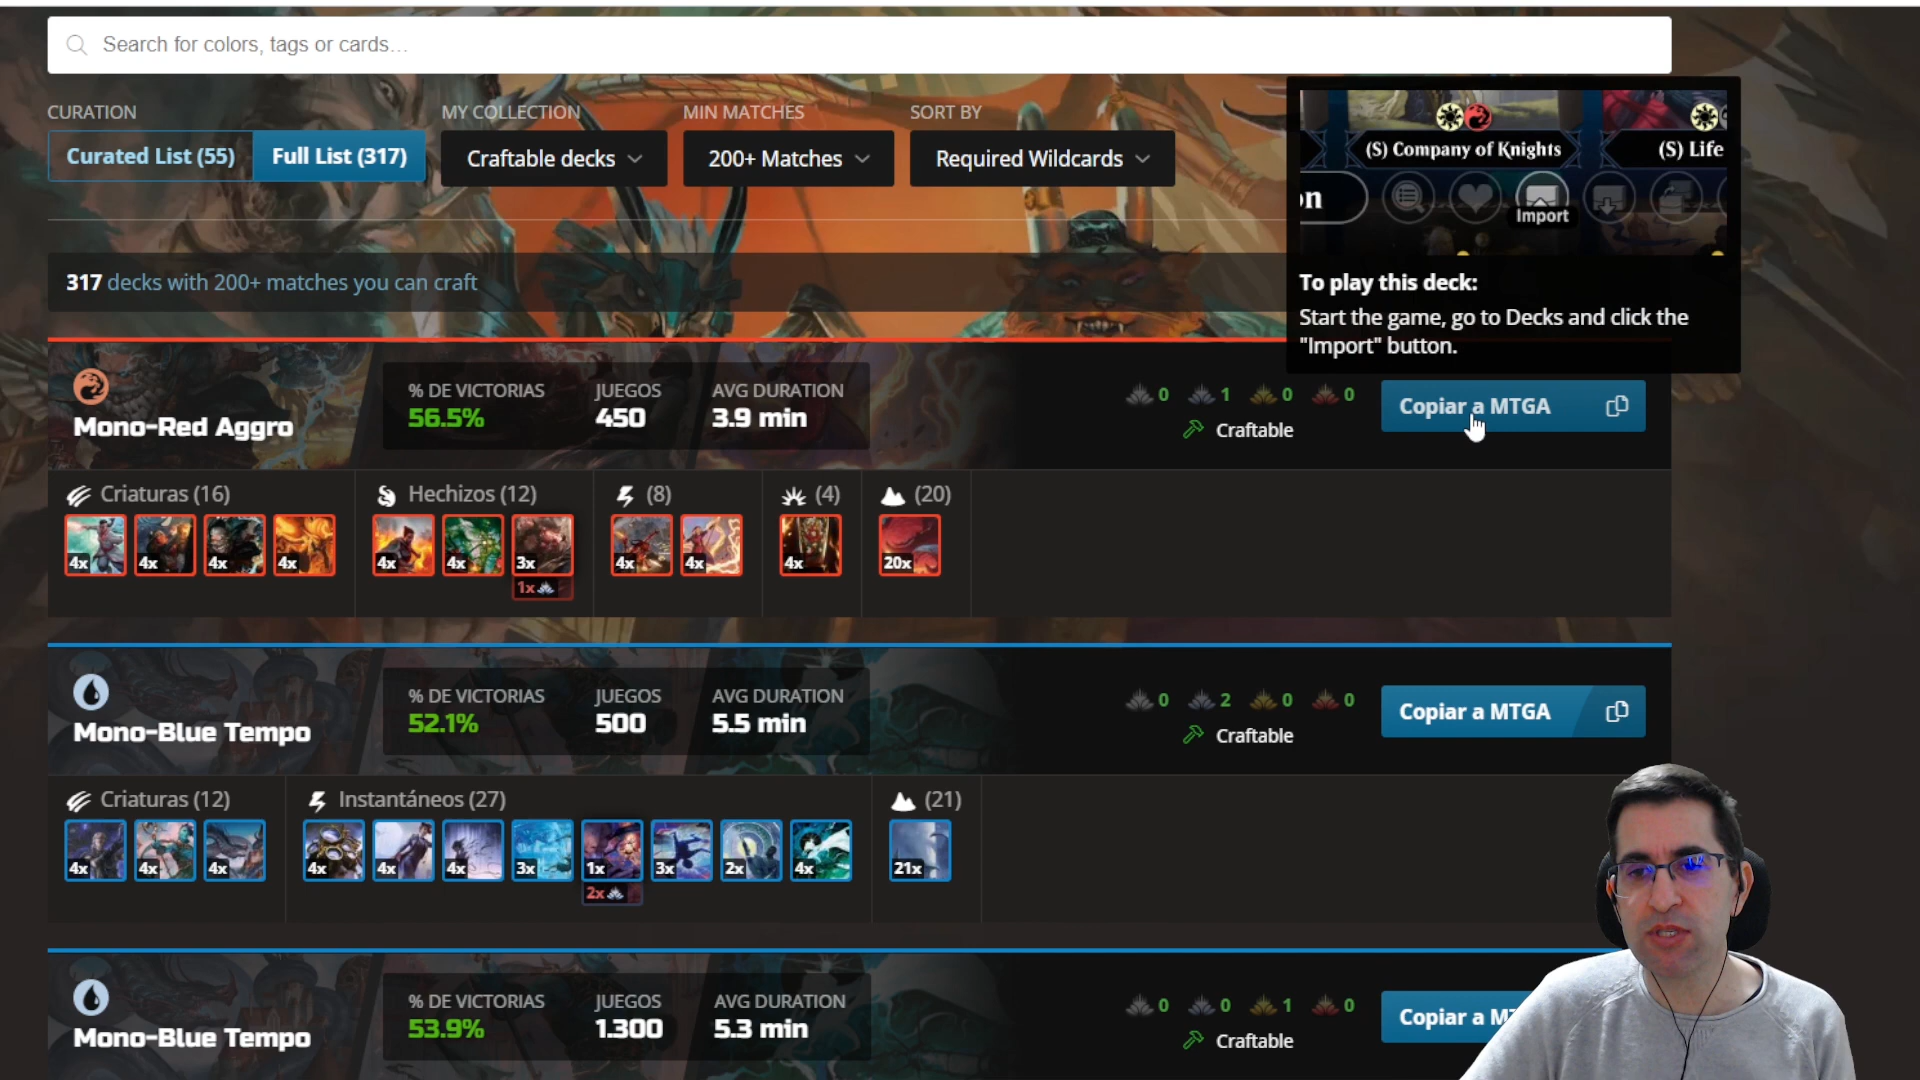 Search for colors, tags or cards...
CURATION
MY COLLECTION
MIN MATCHES
SORT BY
Curated List (55)
Full List (317)
Craftable decks
200+ Matches
Required Wildcards
(S) Company of Knights
(S) Life
Import
317 decks with 200+ matches you can craft
To play this deck:
Start the game, go to Decks and click the
"Import" button.
Mono-Red Aggro
% DE VICTORIAS
56.5%
JUEGOS
450
AVG DURATION
3.9 min
0 1 0 0
Craftable
Copiar a MTGA
Criaturas (16)
4x 4x 4x 4x
Hechizos (12)
4x 4x 3x
1x
(8)
4x 4x
(4)
4x
(20)
20x
Mono-Blue Tempo
% DE VICTORIAS
52.1%
JUEGOS
500
AVG DURATION
5.5 min
0 2 0 0
Craftable
Copiar a MTGA
Criaturas (12)
4x 4x 4x
Instantáneos (27)
4x 4x 4x 3x 1x 3x 2x 4x
2x
(21)
21x
Mono-Blue Tempo
% DE VICTORIAS
53.9%
JUEGOS
1.300
AVG DURATION
5.3 min
0 0 1 0
Craftable
Copiar a